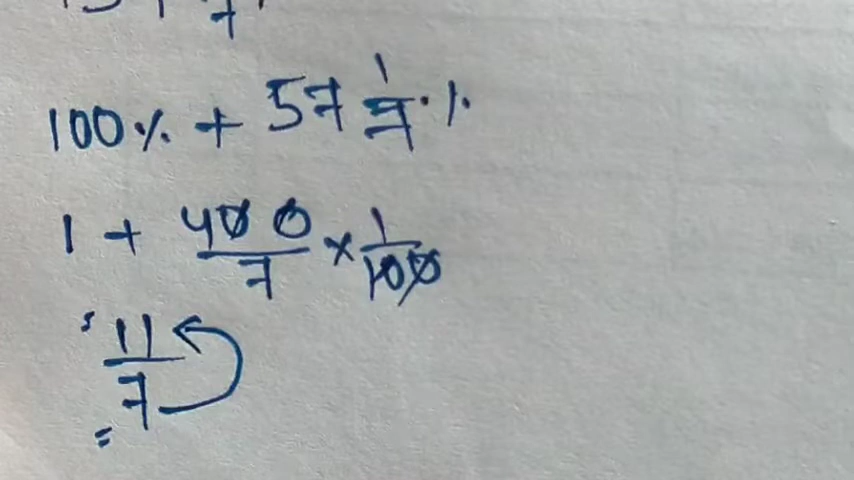 100% + 57 1/7 %
1 + 400/7 × 1/100
11/7
=